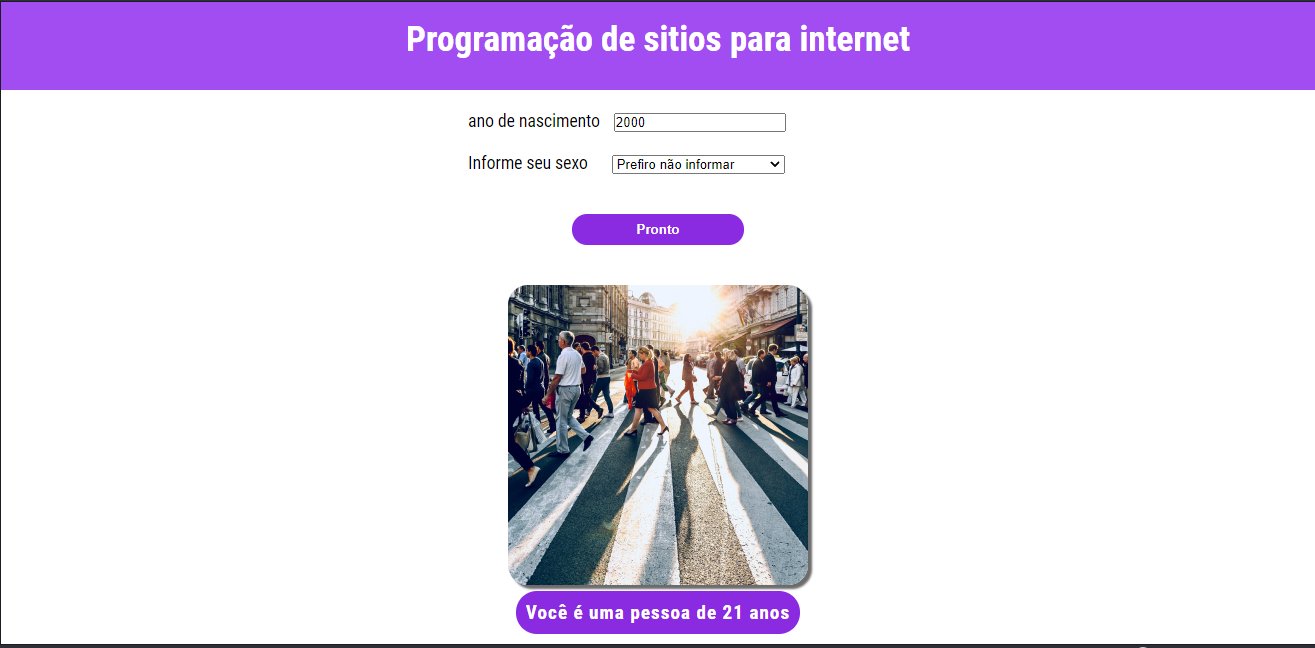 Programação de sitios para internet
ano de nascimento 2000
Informe seu sexo Prefiro não informar
Pronto
Você é uma pessoa de 21 anos